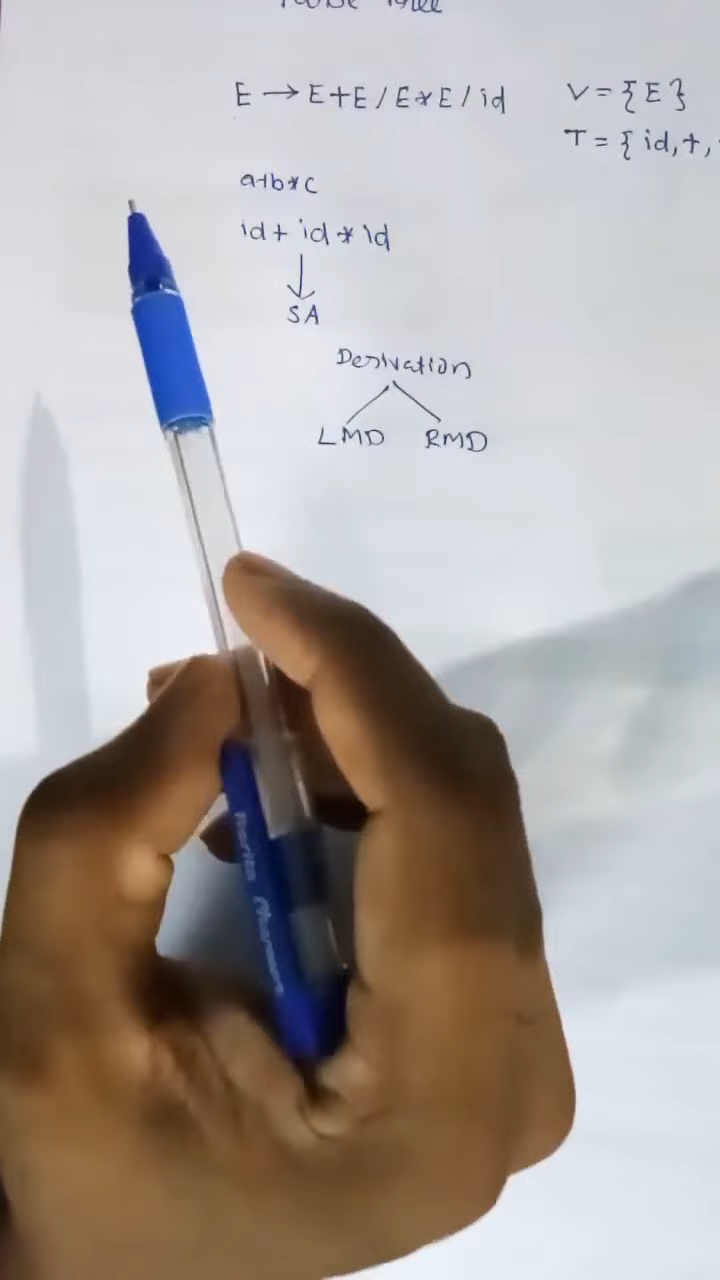 E → E+E / E*E / id V = {E}
T = { id, +,
a+b*c
id + id * id
↓
SA
Derivation
LMD RMD